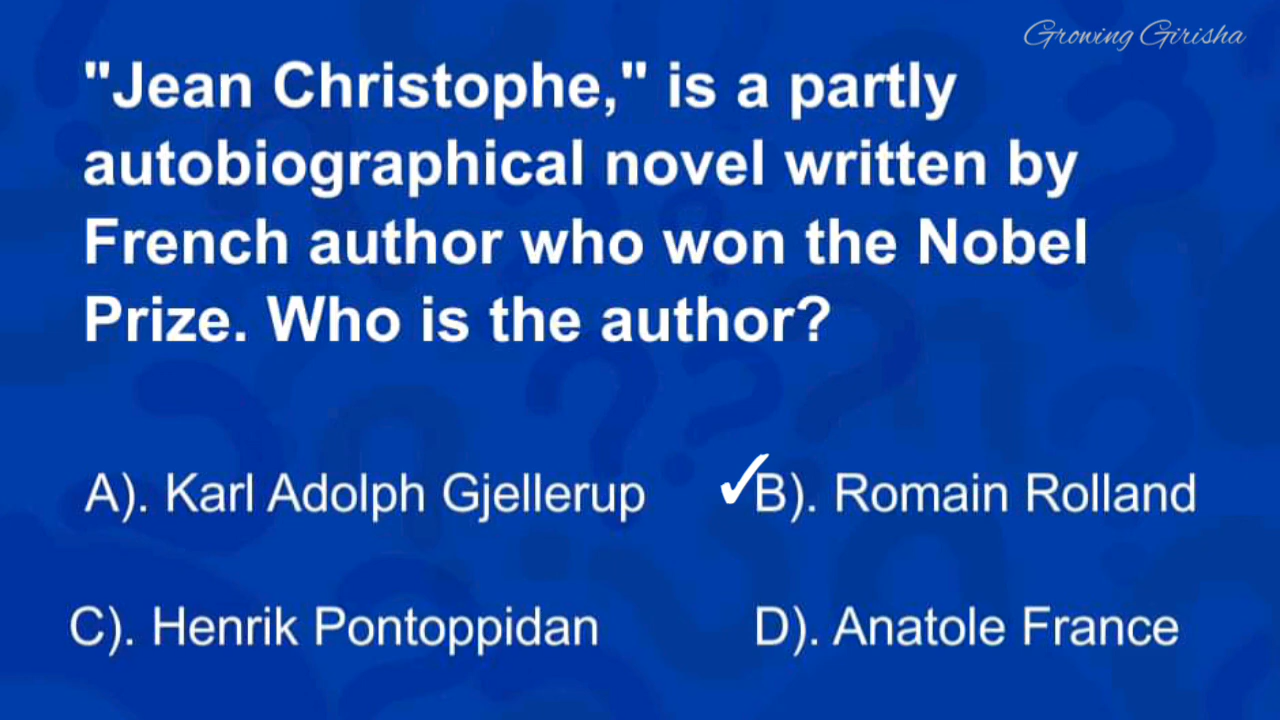 Growing Girisha
"Jean Christophe," is a partly
autobiographical novel written by
French author who won the Nobel
Prize. Who is the author?
A). Karl Adolph Gjellerup
✓B). Romain Rolland
C). Henrik Pontoppidan
D). Anatole France